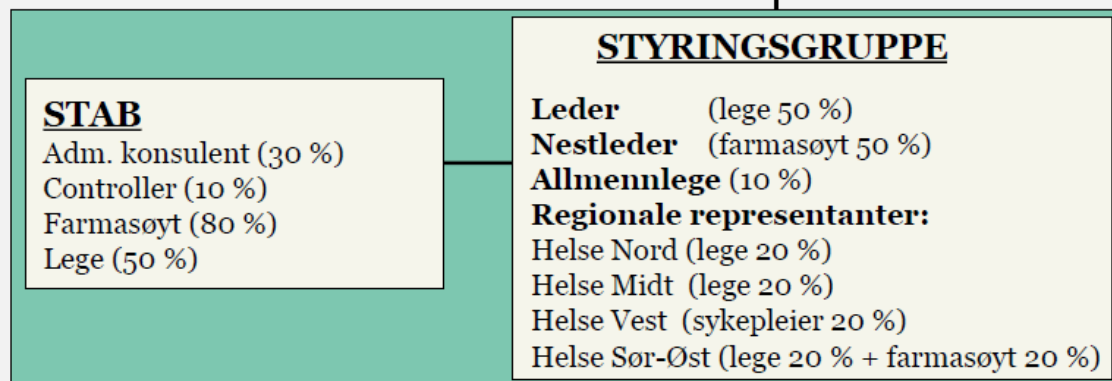 STAB
Adm. konsulent (30 %)
Controller (10 %)
Farmasøyt (80 %)
Lege (50 %)
STYRINGSGRUPPE
Leder (lege 50 %)
Nestleder (farmasøyt 50 %)
Allmennlege (10 %)
Regionale representanter:
Helse Nord (lege 20 %)
Helse Midt (lege 20 %)
Helse Vest (sykepleier 20 %)
Helse Sør-Øst (lege 20 % + farmasøyt 20 %)